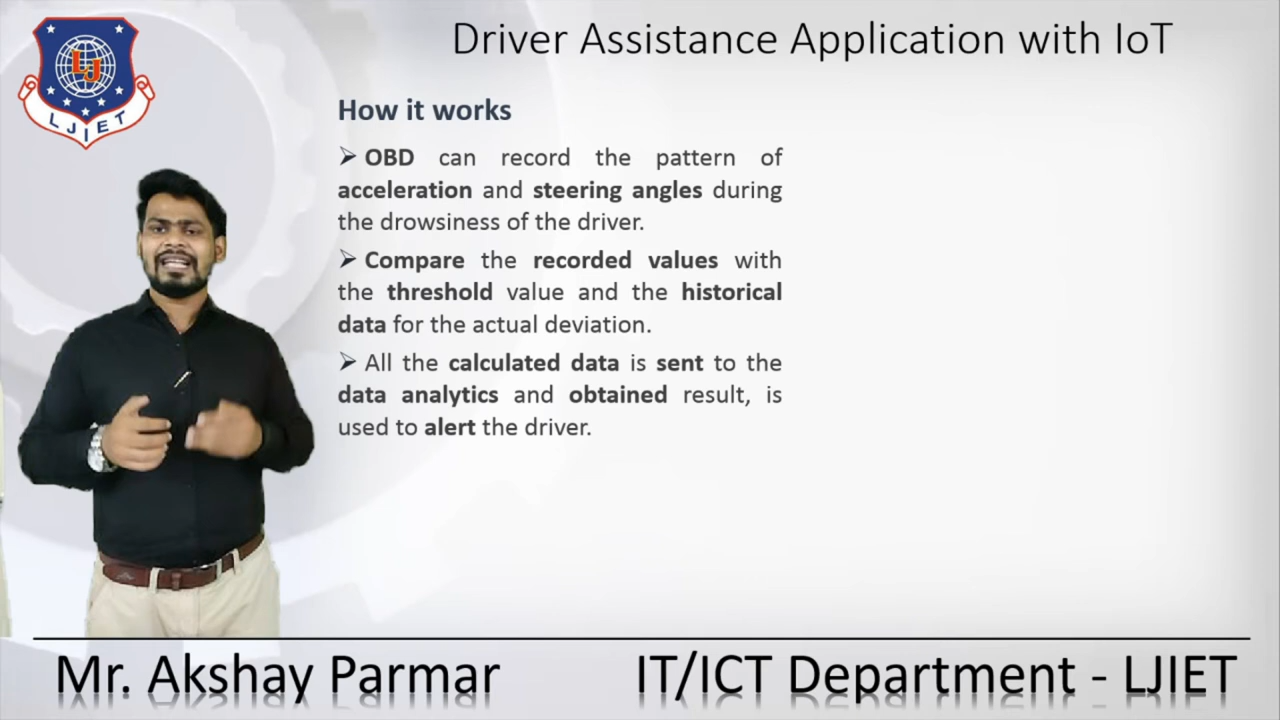 Driver Assistance Application with IoT
LJ
LJIET
How it works
➢ OBD can record the pattern of
acceleration and steering angles during
the drowsiness of the driver.
➢ Compare the recorded values with
the threshold value and the historical
data for the actual deviation.
➢ All the calculated data is sent to the
data analytics and obtained result, is
used to alert the driver.
Mr. Akshay Parmar
IT/ICT Department - LJIET